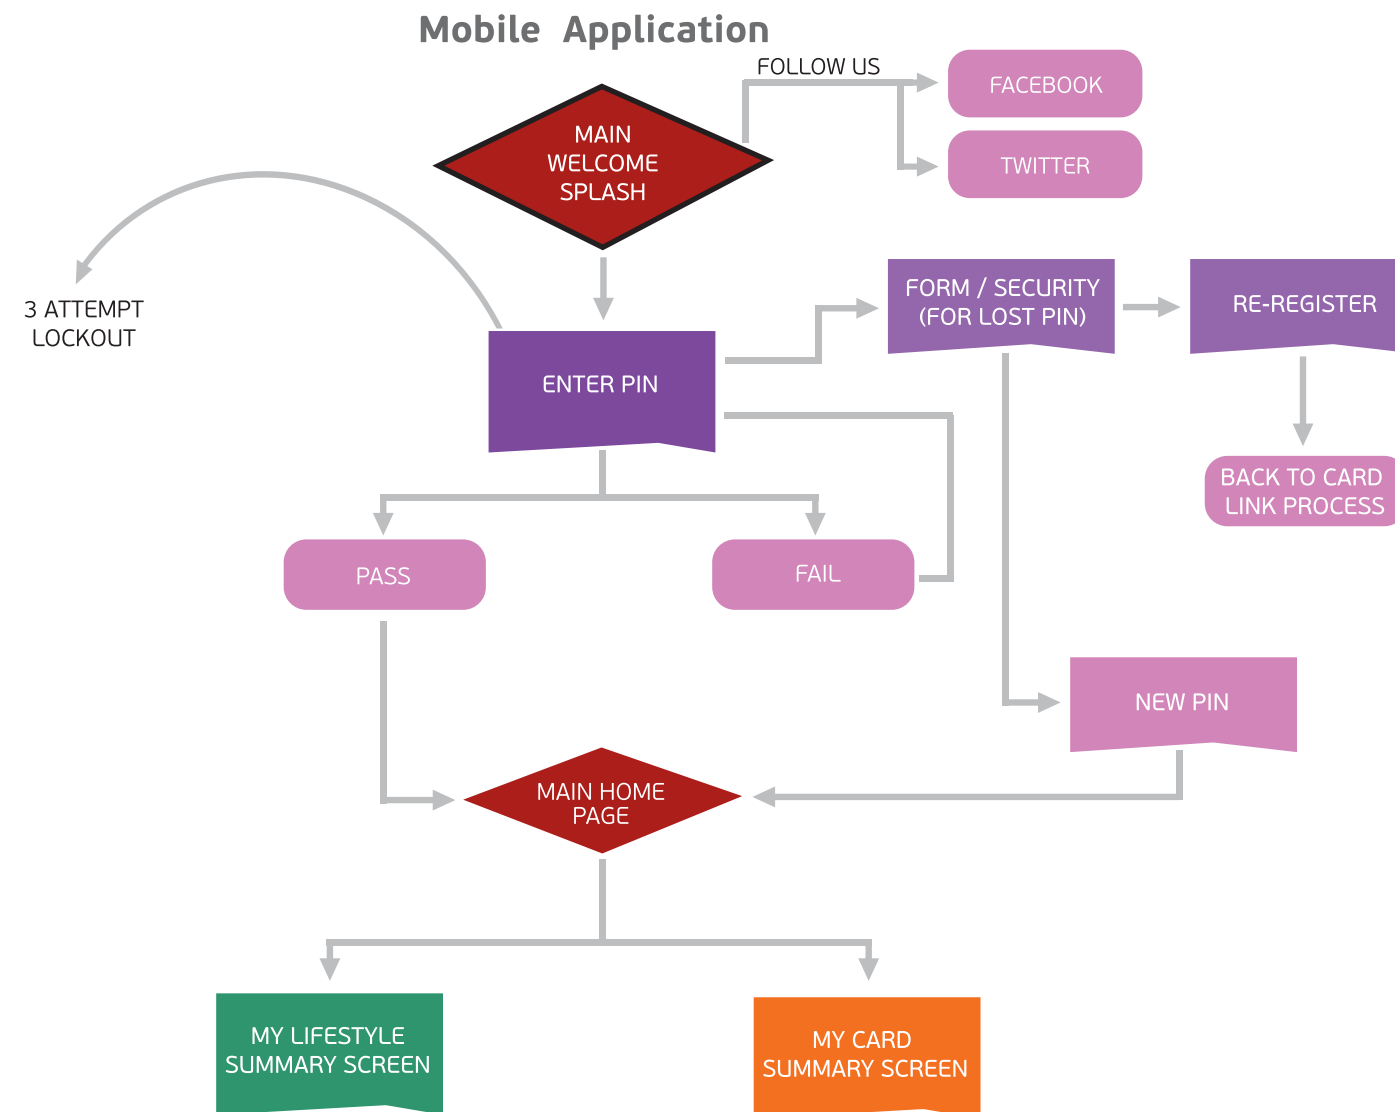 Mobile Application
FOLLOW US
FACEBOOK
MAIN
WELCOME
SPLASH
TWITTER
3 ATTEMPT
LOCKOUT
FORM / SECURITY
(FOR LOST PIN)
RE-REGISTER
ENTER PIN
BACK TO CARD
LINK PROCESS
PASS
FAIL
NEW PIN
MAIN HOME
PAGE
MY LIFESTYLE
SUMMARY SCREEN
MY CARD
SUMMARY SCREEN